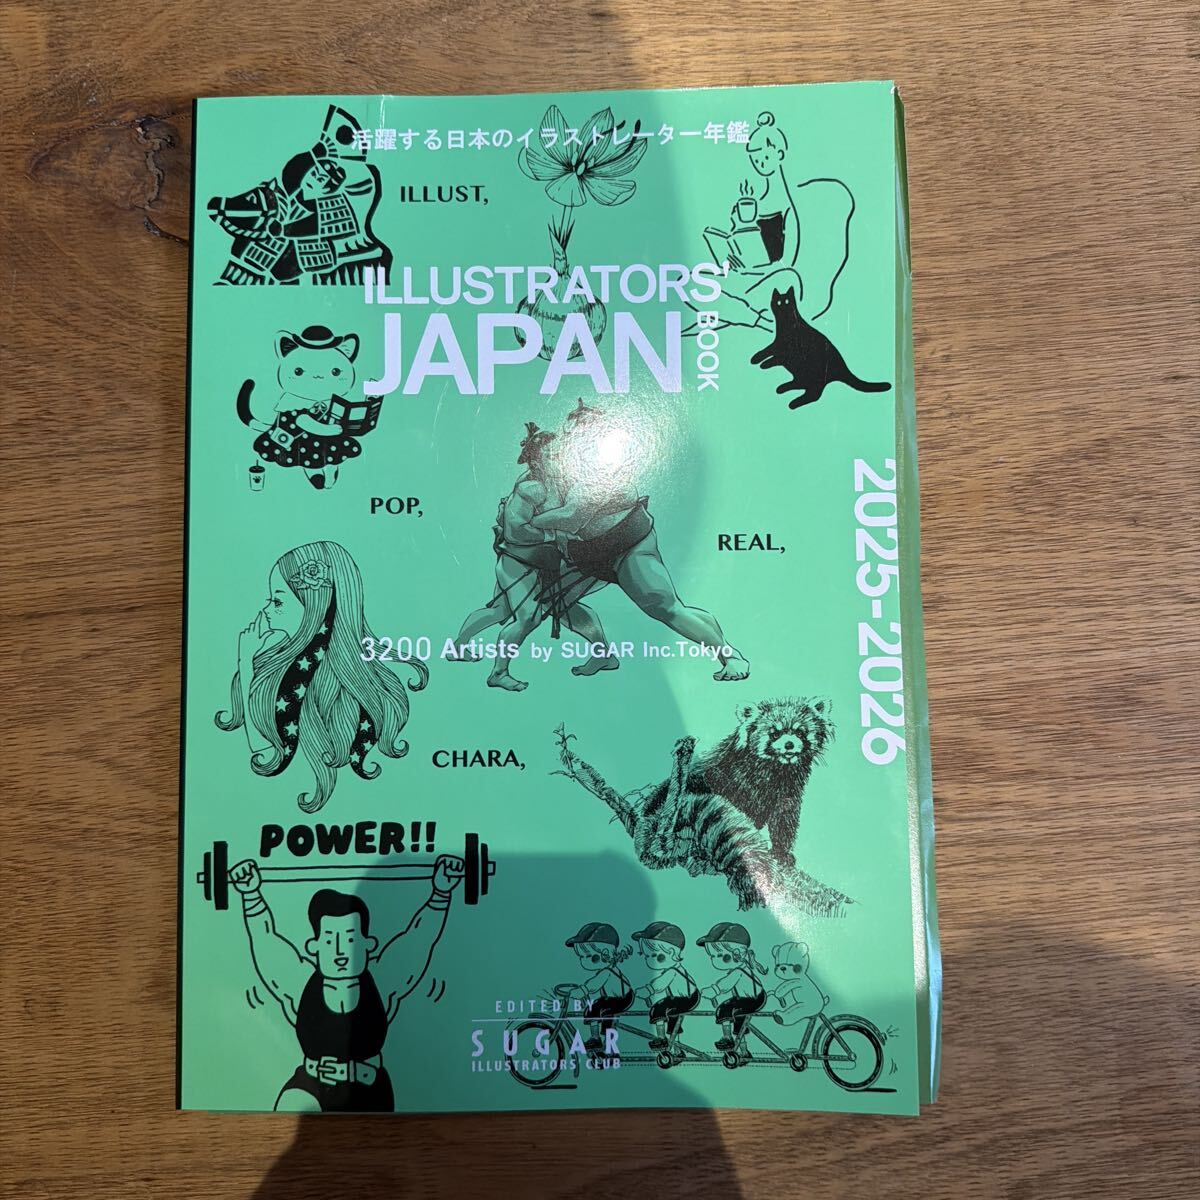 活躍する日本のイラストレーター年鑑
ILLUST,
ILLUSTRATORS'
JAPAN
BOOK
POP,
REAL,
2025-2026
3200 Artists by SUGAR Inc.Tokyo
CHARA,
POWER!!
EDITED BY
SUGAR
ILLUSTRATORS CLUB